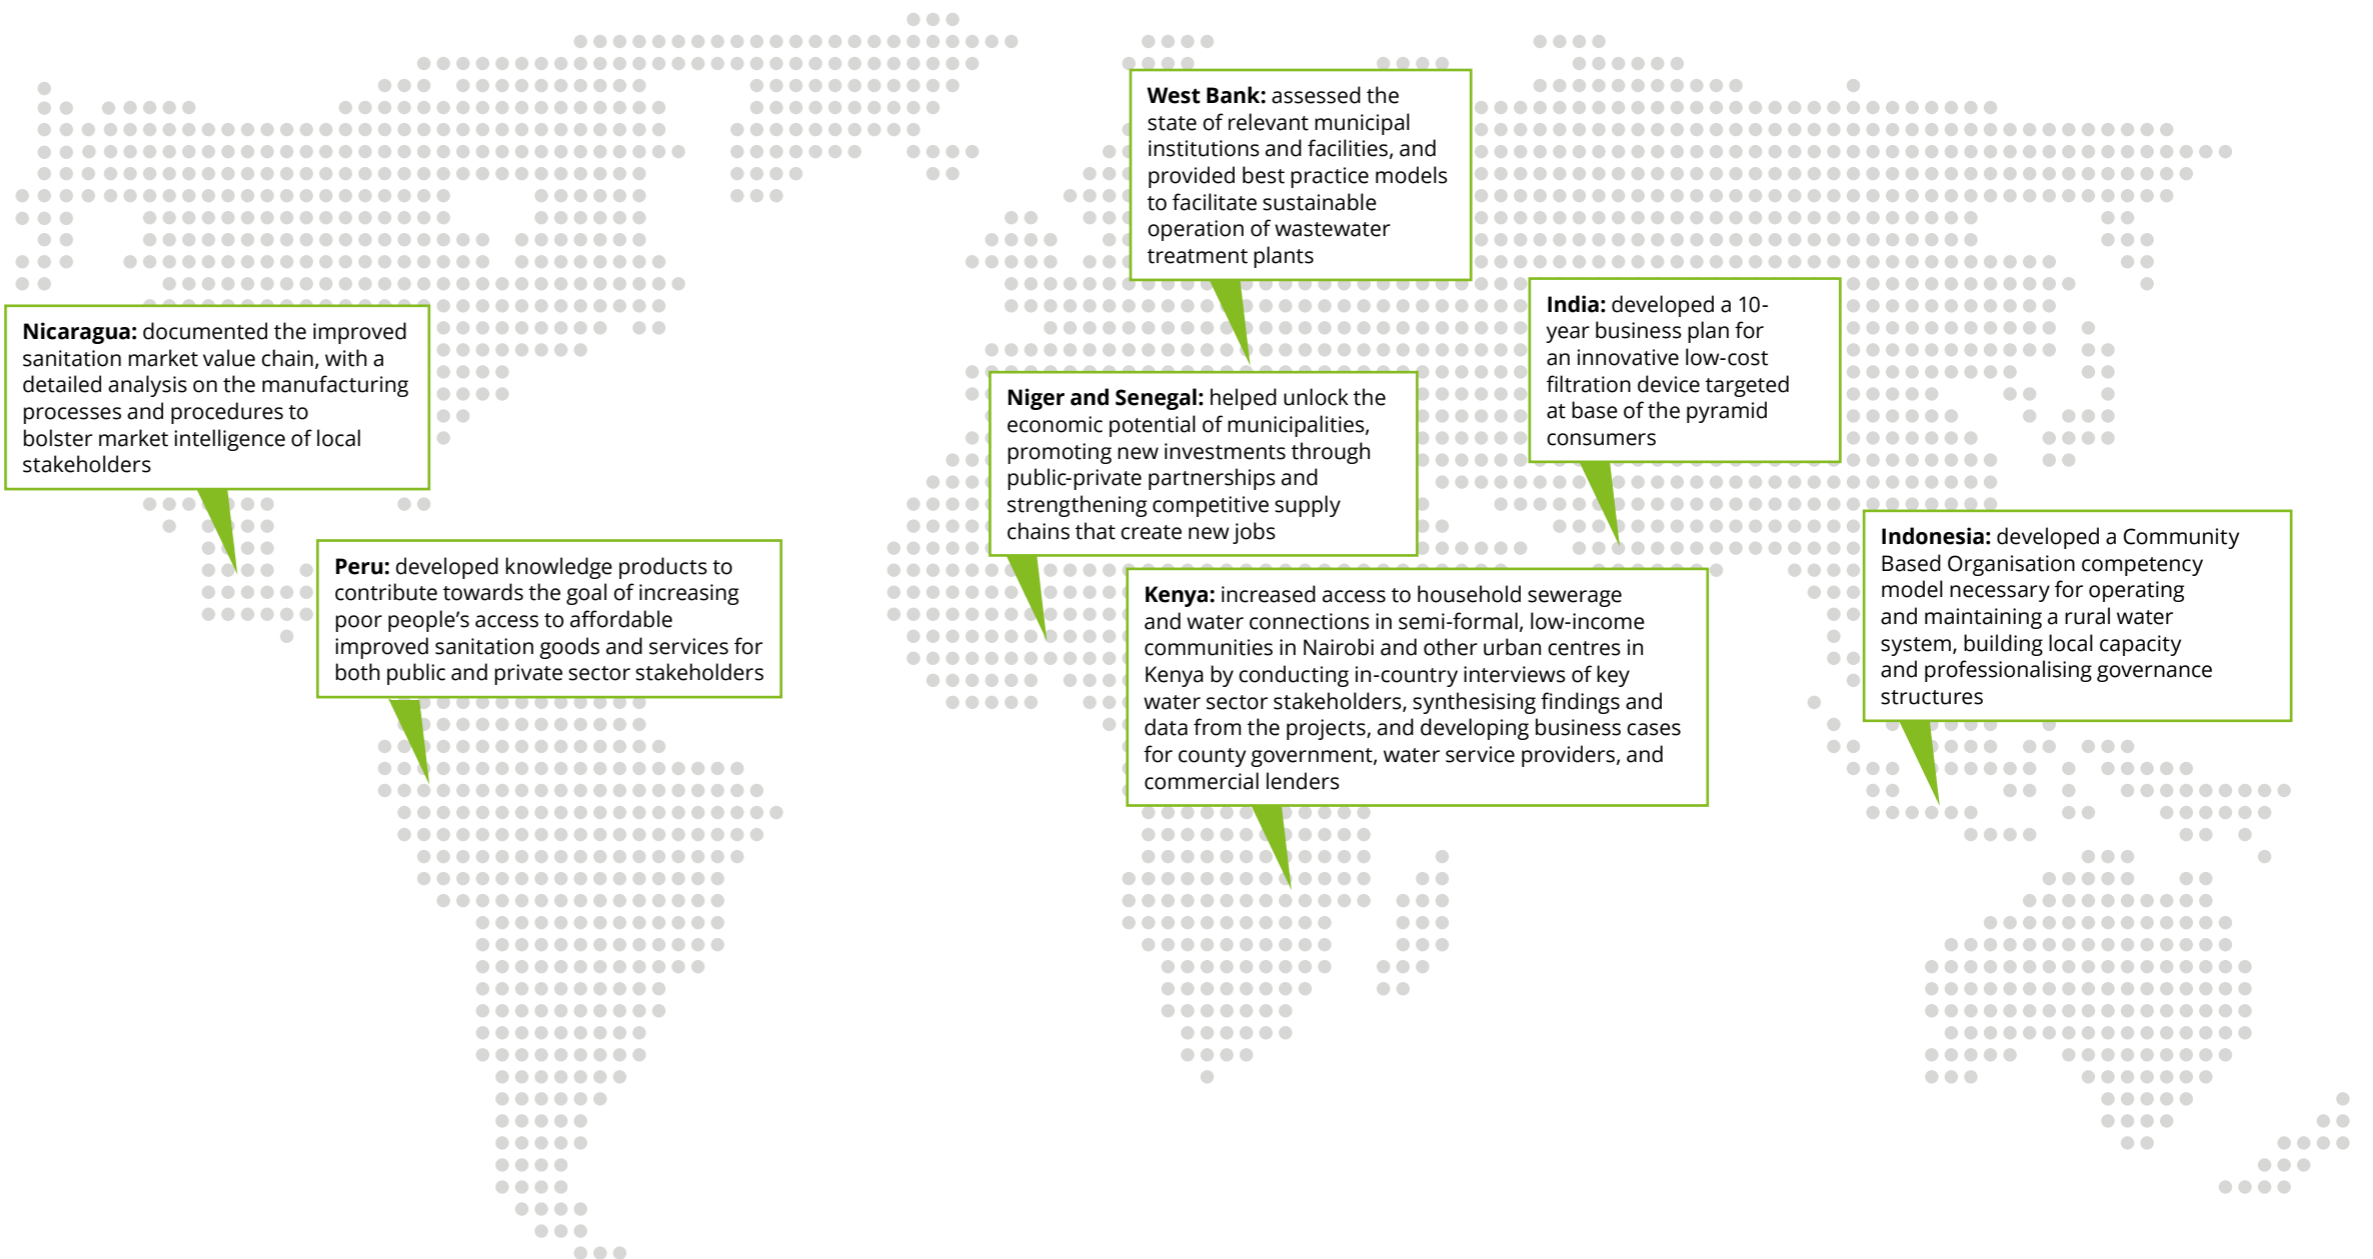 West Bank: assessed the
state of relevant municipal
institutions and facilities, and
provided best practice models
to facilitate sustainable
operation of wastewater
treatment plants
India: developed a 10-
year business plan for
an innovative low-cost
filtration device targeted
at base of the pyramid
consumers
Nicaragua: documented the improved
sanitation market value chain, with a
detailed analysis on the manufacturing
processes and procedures to
bolster market intelligence of local
stakeholders
Niger and Senegal: helped unlock the
economic potential of municipalities,
promoting new investments through
public-private partnerships and
strengthening competitive supply
chains that create new jobs
Indonesia: developed a Community
Based Organisation competency
model necessary for operating
and maintaining a rural water
system, building local capacity
and professionalising governance
structures
Peru: developed knowledge products to
contribute towards the goal of increasing
poor people's access to affordable
improved sanitation goods and services for
both public and private sector stakeholders
Kenya: increased access to household sewerage
and water connections in semi-formal, low-income
communities in Nairobi and other urban centres in
Kenya by conducting in-country interviews of key
water sector stakeholders, synthesising findings and
data from the projects, and developing business cases
for county government, water service providers, and
commercial lenders